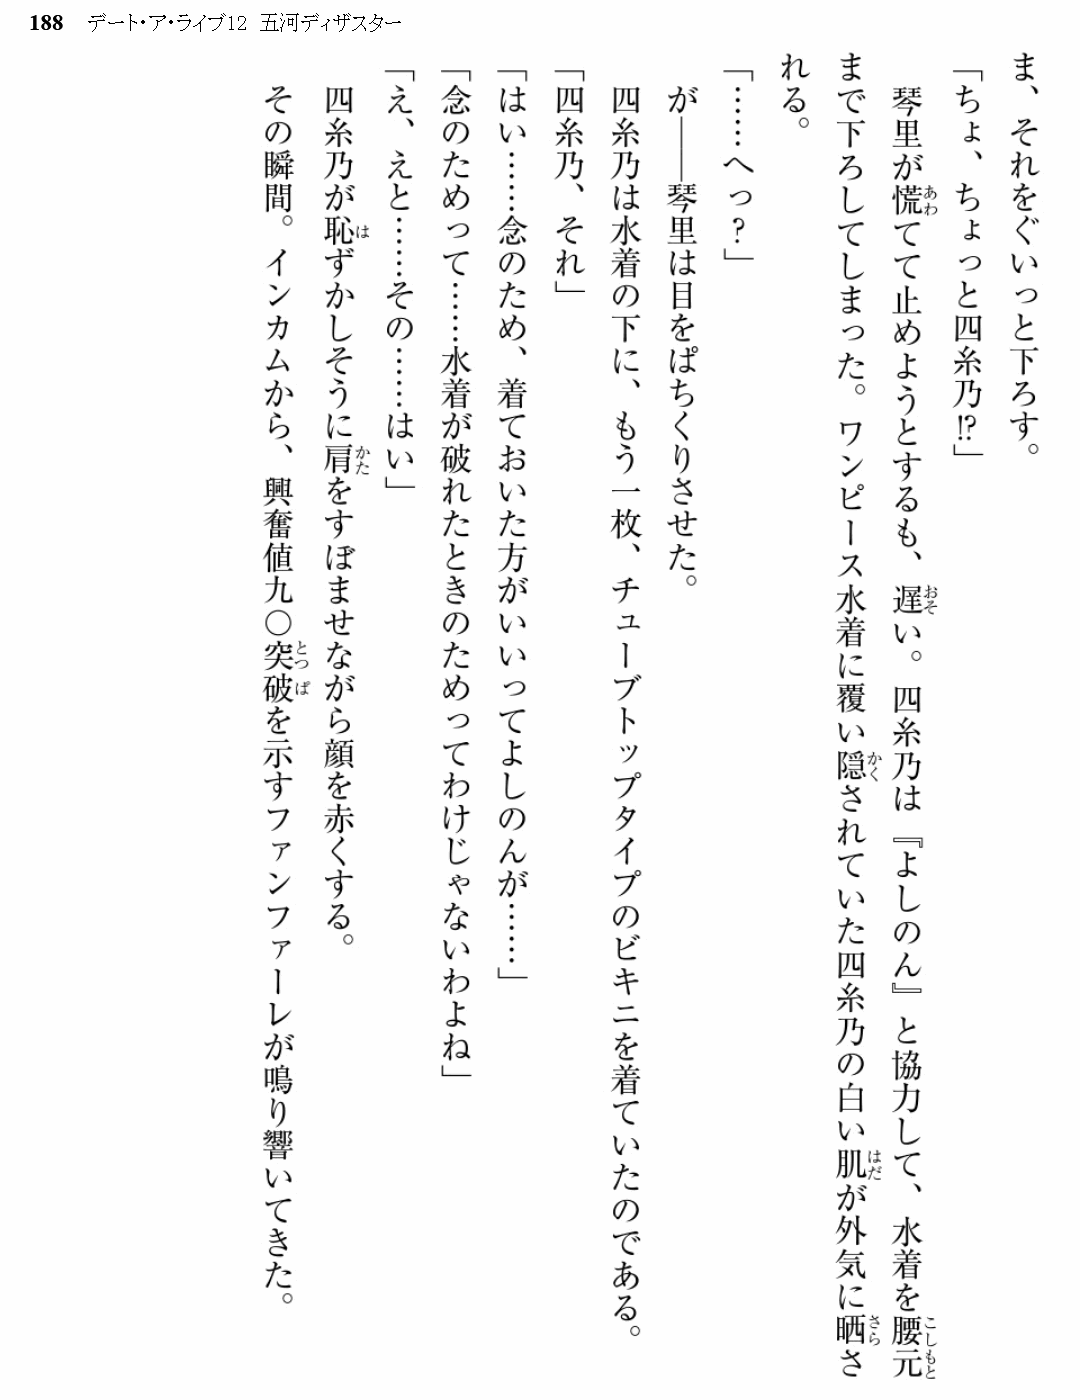 188 デート・ア・ライブ12 五河ディザスター
ま、それをぐいっと下ろす。
「ちょ、ちょっと四糸乃!?」
琴里が慌てて止めようとするも、遅い。四糸乃は『よしのん』と協力して、水着を腰元
まで下ろしてしまった。ワンピース水着に覆い隠されていた四糸乃の白い肌が外気に晒さ
れる。
「……へっ?」
が――琴里は目をぱちくりさせた。
四糸乃は水着の下に、もう一枚、チューブトップタイプのビキニを着ていたのである。
「四糸乃、それ」
「はい……念のため、着ておいた方がいいってよしのんが……」
「念のためって……水着が破れたときのためってわけじゃないわよね」
「え、えと……その……はい」
四糸乃が恥ずかしそうに肩をすぼませながら顔を赤くする。
その瞬間。インカムから、興奮値九〇突破を示すファンファーレが鳴り響いてきた。